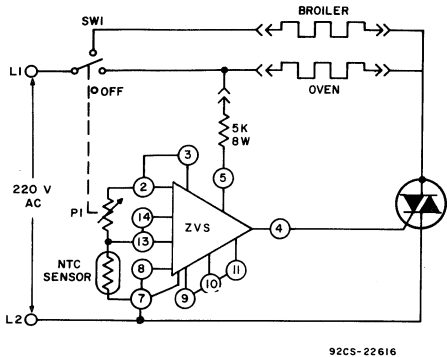 BROILER
SW1
L1
OFF
OVEN
5K
8W
3
2
5
220 V
AC
P1
14
ZVS
4
13
NTC
SENSOR
8
11
10
7
9
L2
92CS-22616